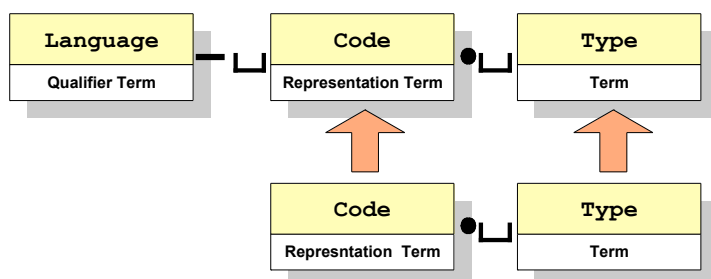 Language Code Type
Qualifier Term Representation Term Term
Code Type
Represntation Term Term